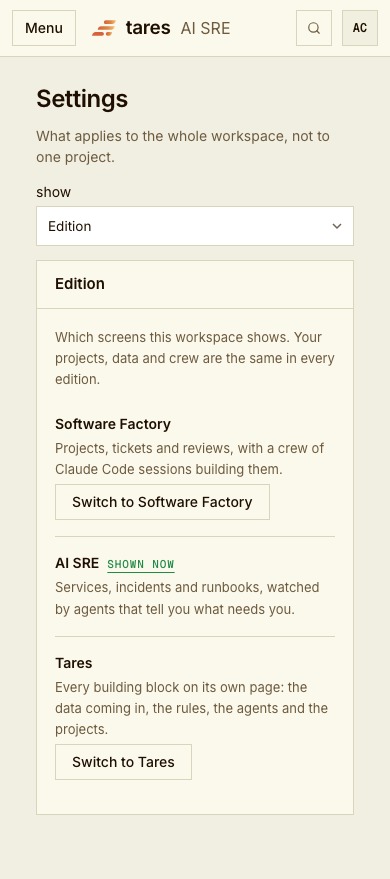 Menu
tares AI SRE
AC
Settings
What applies to the whole workspace, not to
one project.
show
Edition
Edition
Which screens this workspace shows. Your
projects, data and crew are the same in every
edition.
Software Factory
Projects, tickets and reviews, with a crew of
Claude Code sessions building them.
Switch to Software Factory
AI SRE SHOWN NOW
Services, incidents and runbooks, watched
by agents that tell you what needs you.
Tares
Every building block on its own page: the
data coming in, the rules, the agents and the
projects.
Switch to Tares